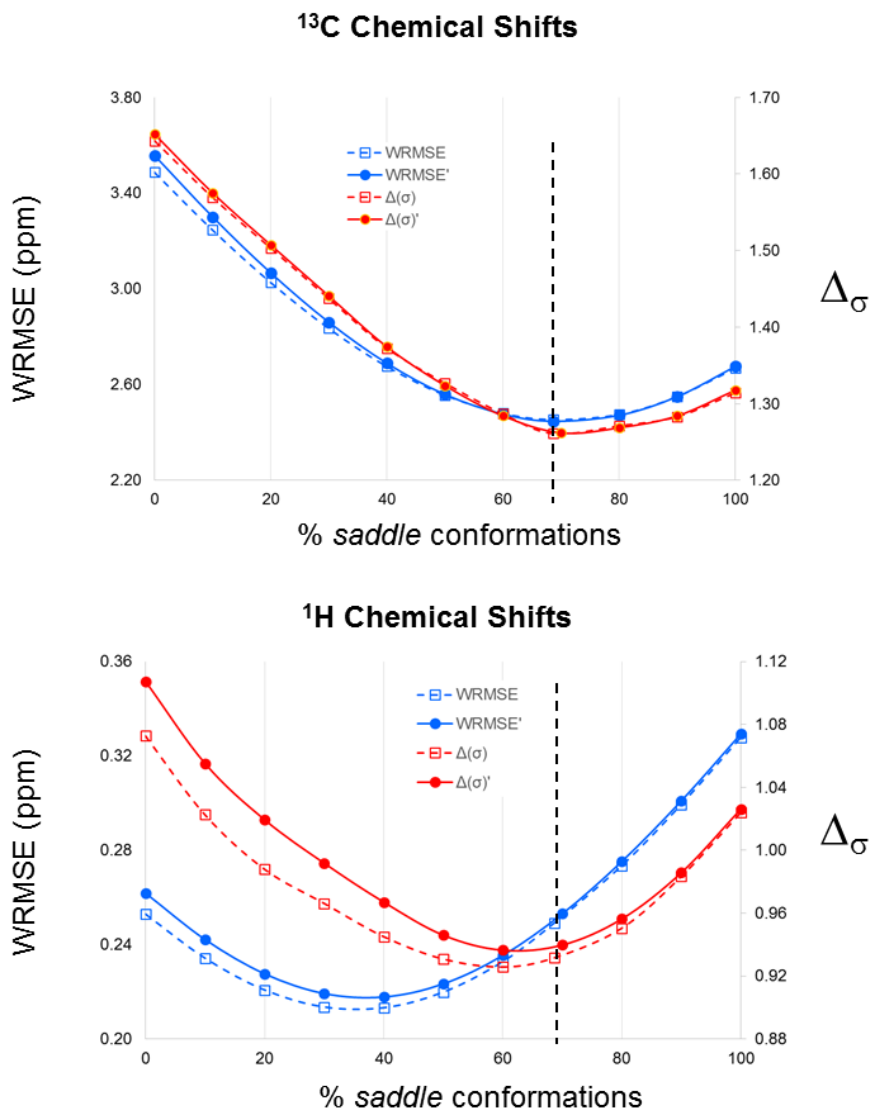 ¹³C Chemical Shifts
3.80
3.40
3.00
2.60
2.20
WRMSE (ppm)
WRMSE
WRMSE'
Δ(σ)
Δ(σ)'
1.70
1.60
1.50
1.40
1.30
1.20
Δσ
0 20 40 60 80 100
% saddle conformations
¹H Chemical Shifts
0.36
0.32
0.28
0.24
0.20
WRMSE (ppm)
WRMSE
WRMSE'
Δ(σ)
Δ(σ)'
1.12
1.08
1.04
1.00
0.96
0.92
0.88
Δσ
0 20 40 60 80 100
% saddle conformations